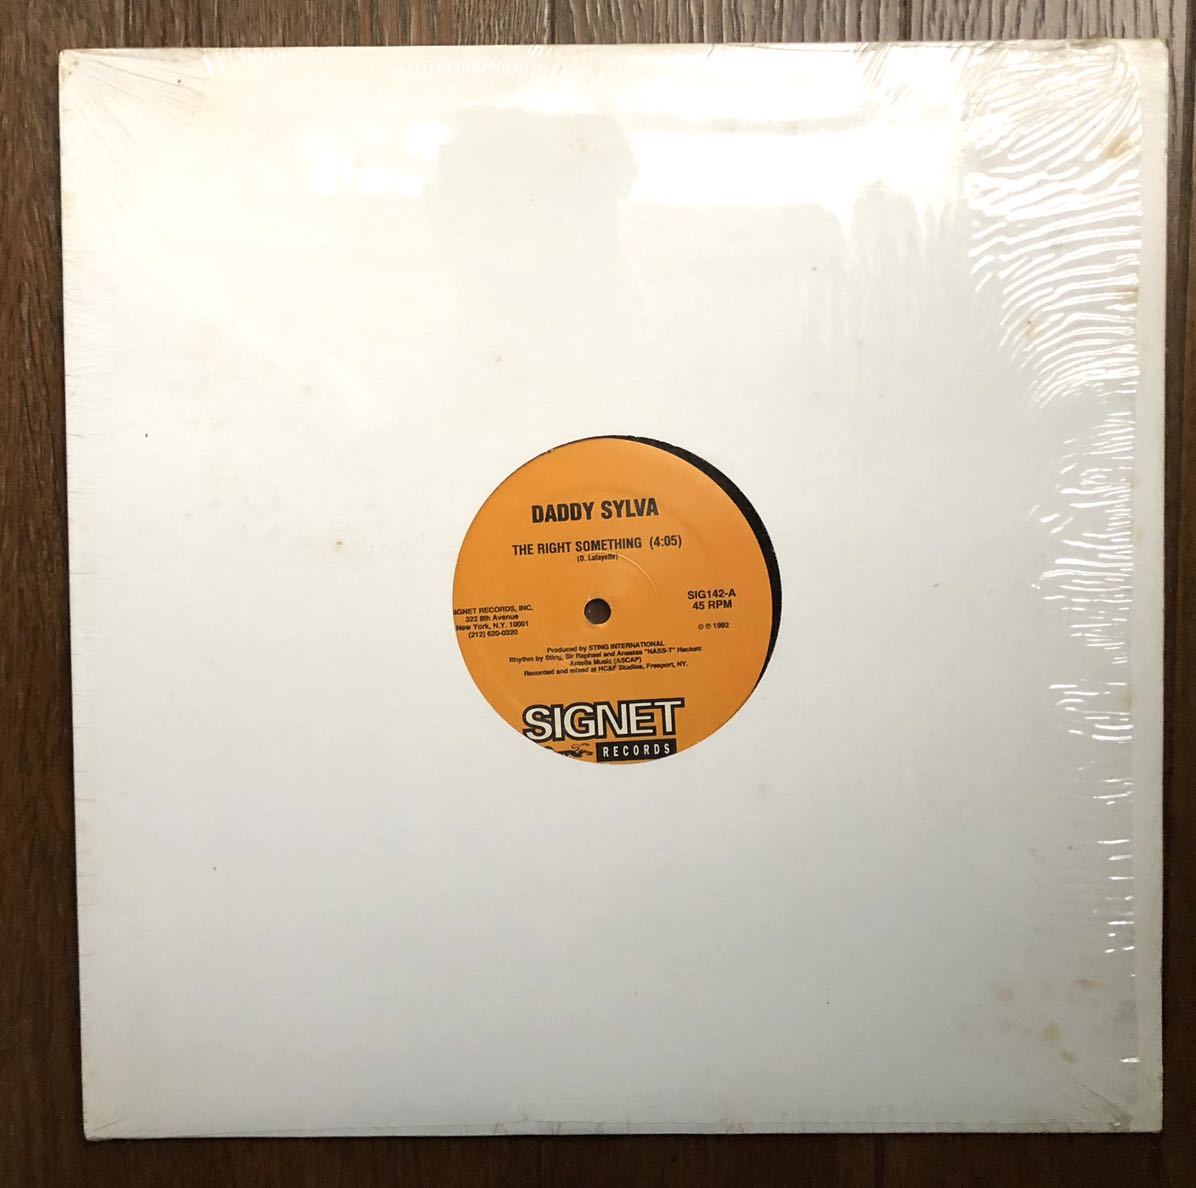 DADDY SYLVA
THE RIGHT SOMETHING (4:05)
(D. Lafayette)
SIG142-A
45 RPM
IGNET RECORDS, INC.
322 8th Avenue
New York, N.Y. 10001
(212) 620-0320
© ℗ 1992
Produced by STING INTERNATIONAL
Rhythm by Sting, Sir Raphael and Anastas "NASS-T" Hackett
Antella Music (ASCAP)
Recorded and mixed at HC&F Studios, Freeport, NY.
SIGNET
RECORDS